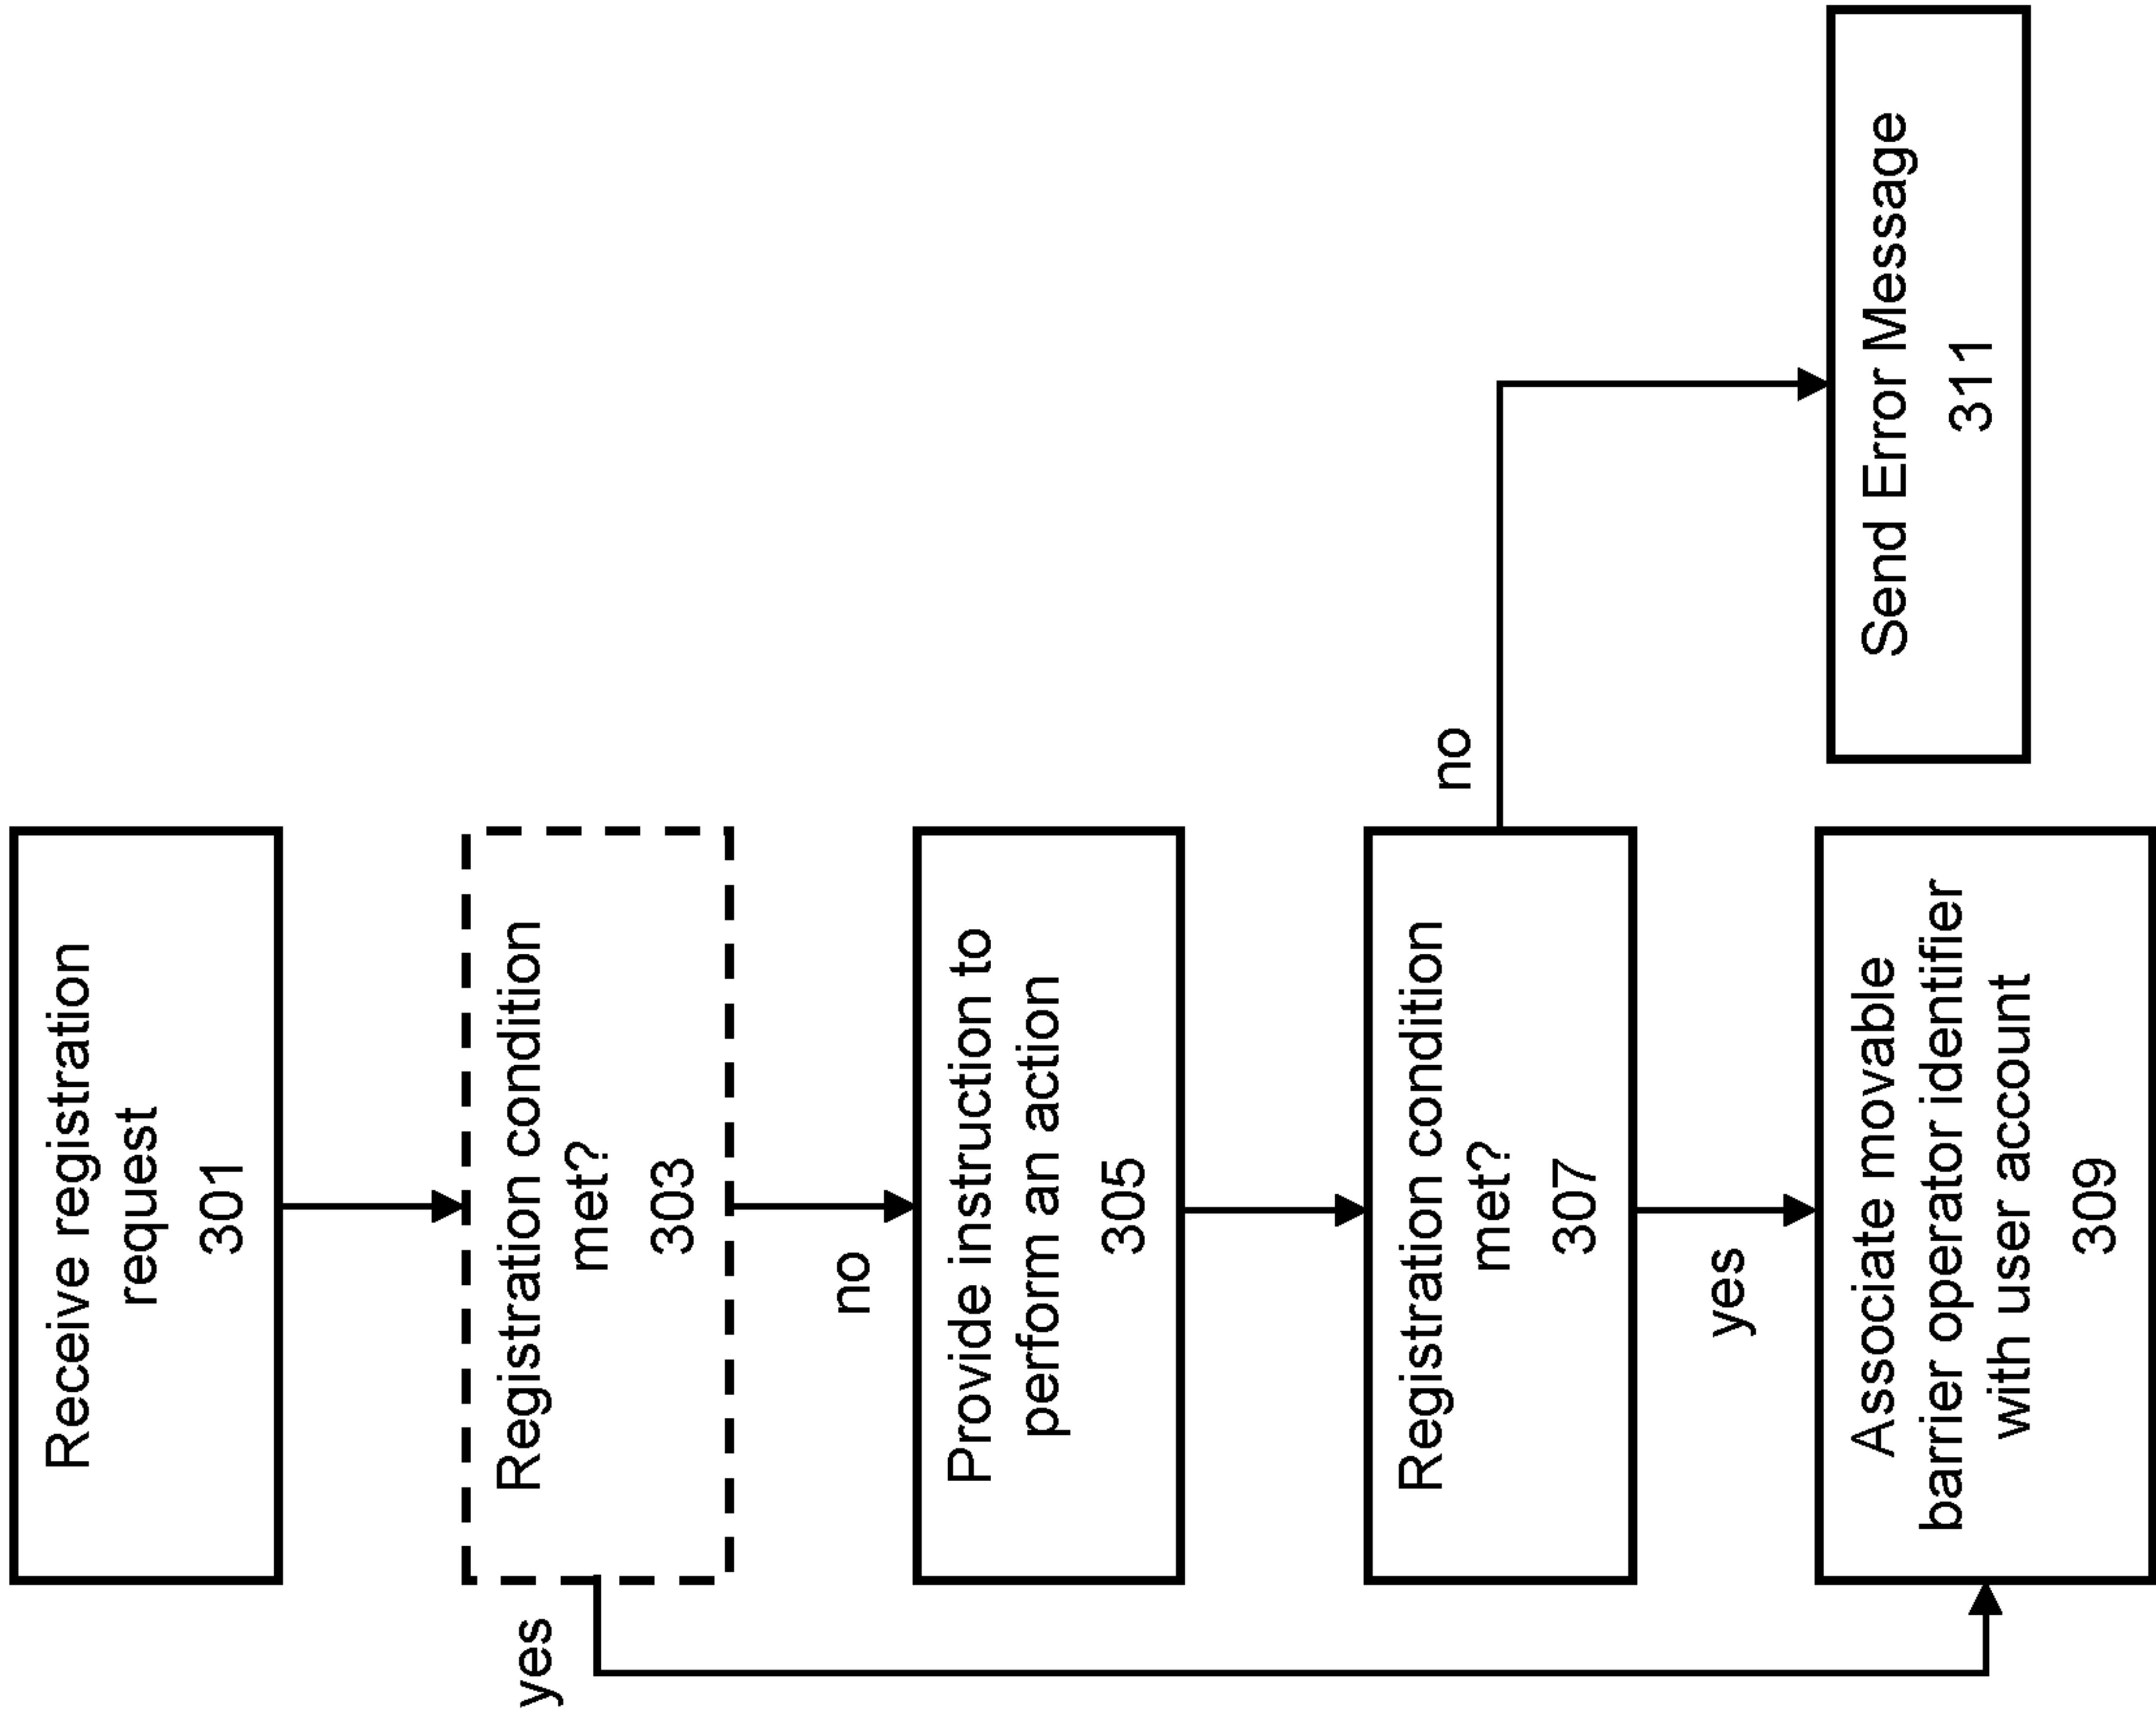 Receive registration
request
301
Registration condition
met?
303
yes
no
Provide instruction to
perform an action
305
Registration condition
met?
307
no
yes
Associate movable
barrier operator identifier
with user account
309
Send Error Message
311